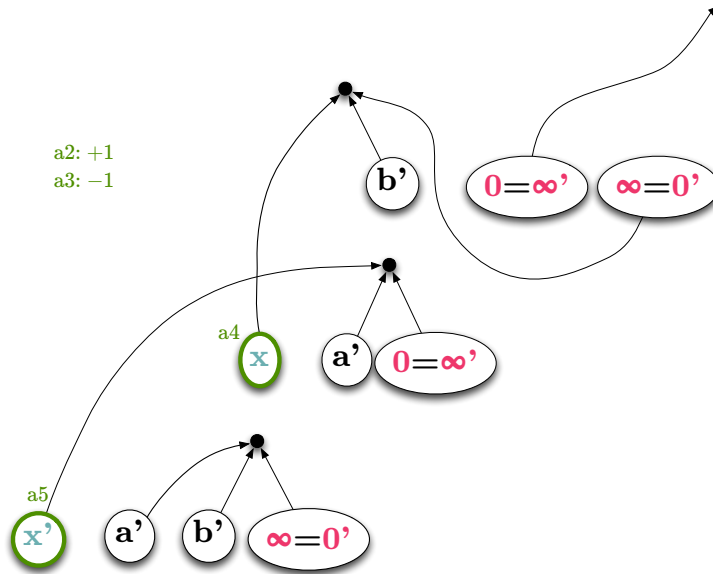 a2: +1
a3: −1
b’ 0=∞’ ∞=0’
a4 x a’ 0=∞’
a5
x’ a’ b’ ∞=0’